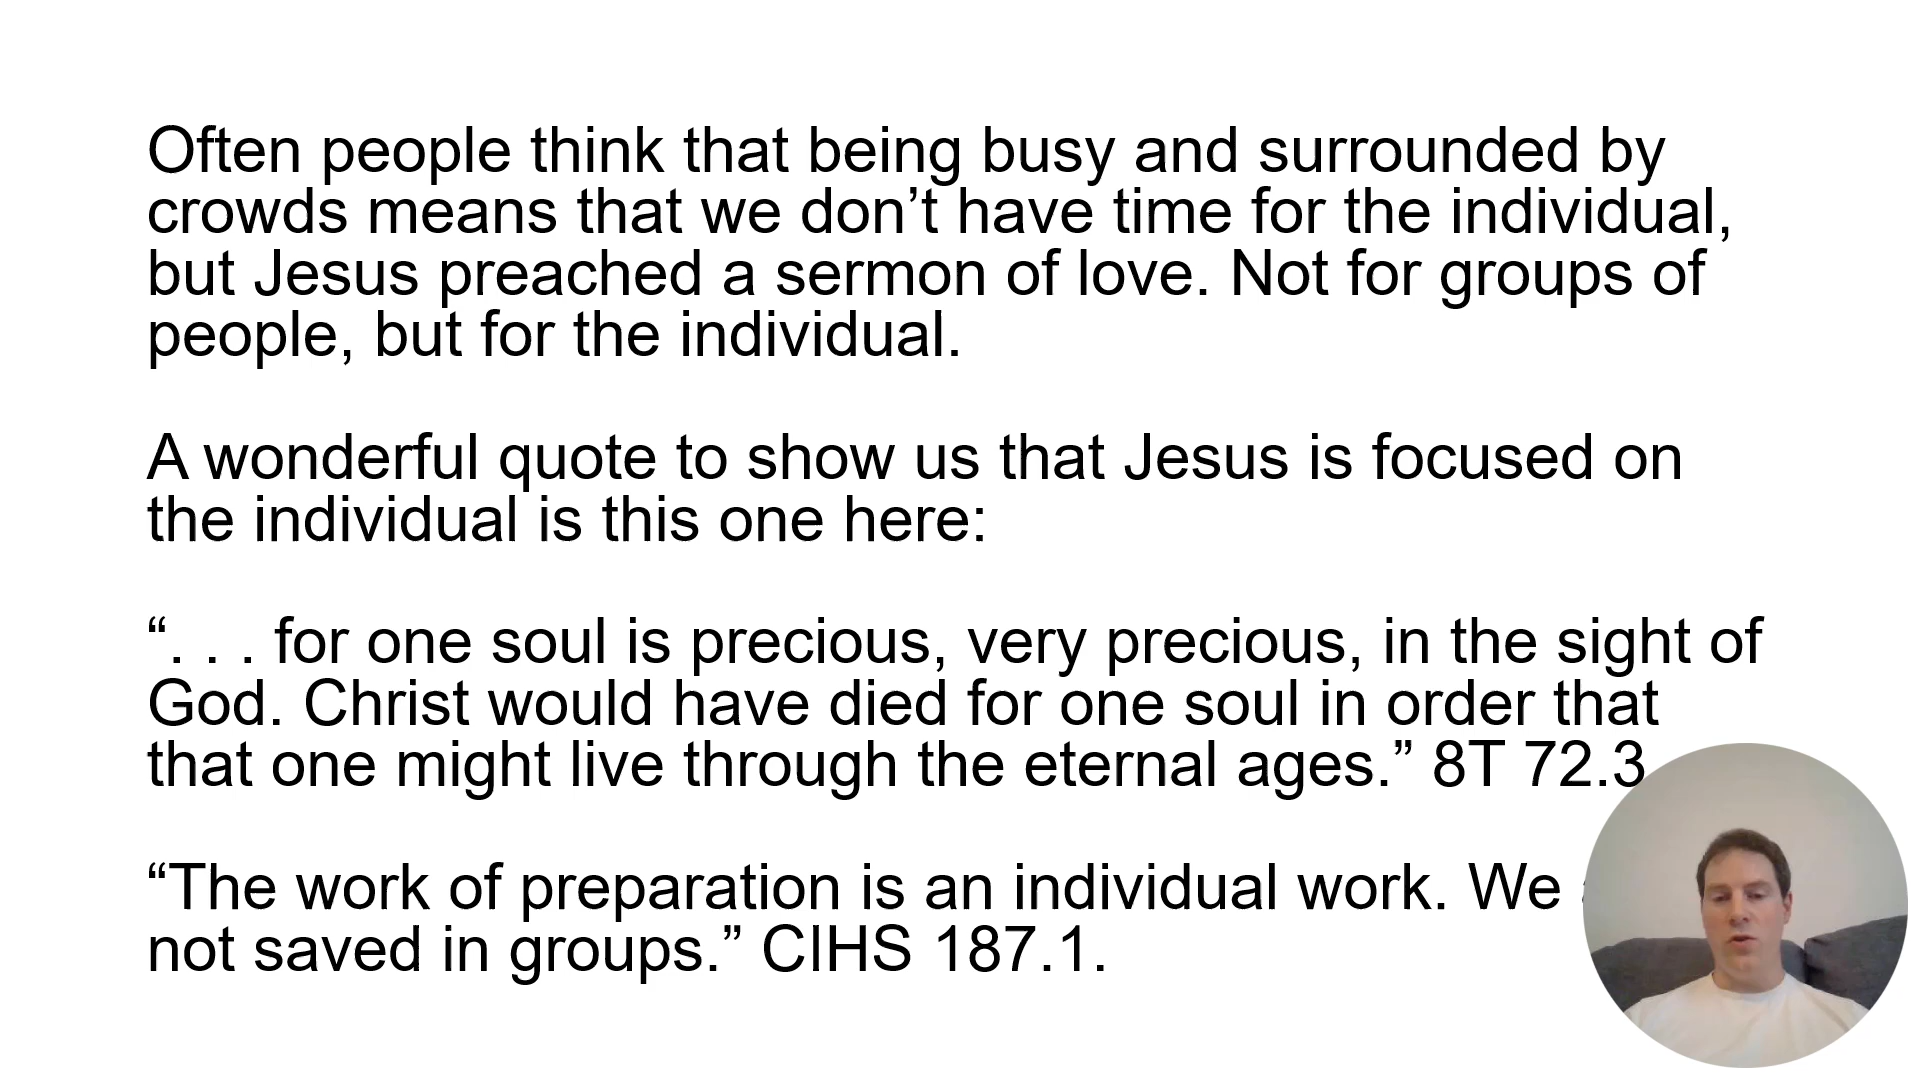 Often people think that being busy and surrounded by
crowds means that we don’t have time for the individual,
but Jesus preached a sermon of love. Not for groups of
people, but for the individual.
A wonderful quote to show us that Jesus is focused on
the individual is this one here:
“. . . for one soul is precious, very precious, in the sight of
God. Christ would have died for one soul in order that
that one might live through the eternal ages.” 8T 72.3
“The work of preparation is an individual work. We
not saved in groups.” CIHS 187.1.